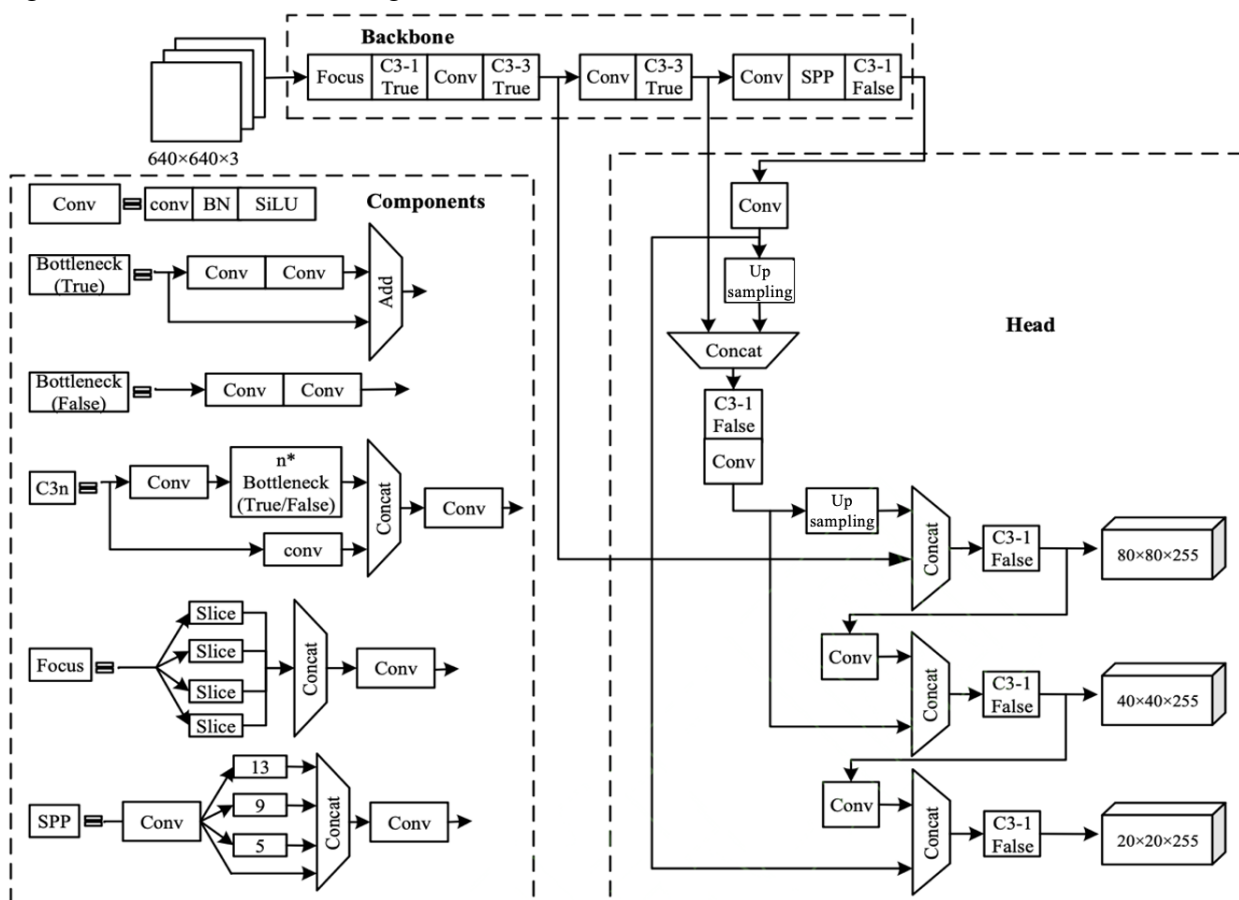 Backbone
Focus
C3-1
True
Conv
C3-3
True
Conv
C3-3
True
Conv
SPP
C3-1
False
640×640×3
Components
Conv
conv
BN
SiLU
Bottleneck
(True)
Conv
Conv
Add
Bottleneck
(False)
Conv
Conv
C3n
Conv
n*
Bottleneck
(True/False)
conv
Concat
Conv
Focus
Slice
Slice
Slice
Slice
Concat
Conv
SPP
Conv
13
9
5
Concat
Conv
Head
Conv
Up
sampling
Concat
C3-1
False
Conv
Up
sampling
Concat
C3-1
False
80×80×255
Conv
Concat
C3-1
False
40×40×255
Conv
Concat
C3-1
False
20×20×255